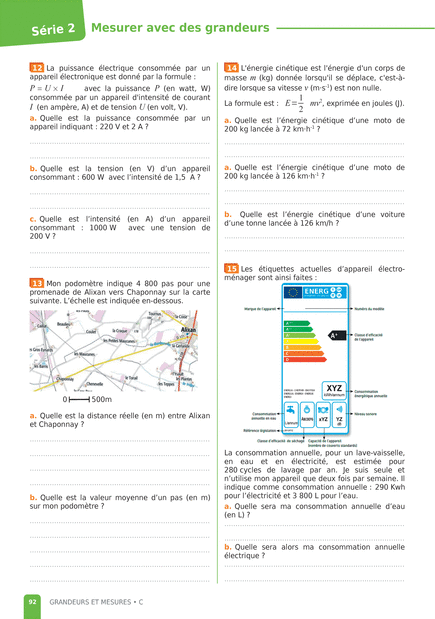 Série 2
Mesurer avec des grandeurs
12 La puissance électrique consommée par un
appareil électronique est donné par la formule :
P = U × I avec la puissance P (en watt, W)
consommée par un appareil d'intensité de courant
I (en ampère, A) et de tension U (en volt, V).
a. Quelle est la puissance consommée par un
appareil indiquant : 220 V et 2 A ?
b. Quelle est la tension (en V) d'un appareil
consommant : 600 W avec l'intensité de 1,5 A ?
c. Quelle est l'intensité (en A) d'un appareil
consommant : 1000 W avec une tension de
200 V ?
13 Mon podomètre indique 4 800 pas pour une
promenade de Alixan vers Chaponnay sur la carte
suivante. L'échelle est indiquée en-dessous.
Alixan
Coulet
les Marsannes
Chaponnay
0 500m
a. Quelle est la distance réelle (en m) entre Alixan
et Chaponnay ?
b. Quelle est la valeur moyenne d'un pas (en m)
sur mon podomètre ?
14 L'énergie cinétique est l'énergie d'un corps de
masse m (kg) donnée lorsqu'il se déplace, c'est-à-
dire lorsque sa vitesse v (m·s⁻¹) est non nulle.
La formule est : E = 1/2 mv², exprimée en joules (J).
a. Quelle est l'énergie cinétique d'une moto de
200 kg lancée à 72 km·h⁻¹ ?
a. Quelle est l'énergie cinétique d'une moto de
200 kg lancée à 126 km·h⁻¹ ?
b. Quelle est l'énergie cinétique d'une voiture
d'une tonne lancée à 126 km/h ?
15 Les étiquettes actuelles d'appareil électro-
ménager sont ainsi faites :
ENERG
Marque de l'appareil
Numéro du modèle
A+
Classe d'efficacité
de l'appareil
XYZ
kWh/annum
Consommation
énergétique annuelle
Consommation
annuelle en eau
XYZ
YZ
Niveau sonore
Référence législation
Classe d'efficacité de séchage
Capacité de l'appareil
(nombre de couverts standards)
La consommation annuelle, pour un lave-vaisselle,
en eau et en électricité, est estimée pour
280 cycles de lavage par an. Je suis seule et
n'utilise mon appareil que deux fois par semaine. Il
indique comme consommation annuelle : 290 Kwh
pour l'électricité et 3 800 L pour l'eau.
a. Quelle sera ma consommation annuelle d'eau
(en L) ?
b. Quelle sera alors ma consommation annuelle
électrique ?
92 GRANDEURS ET MESURES • C